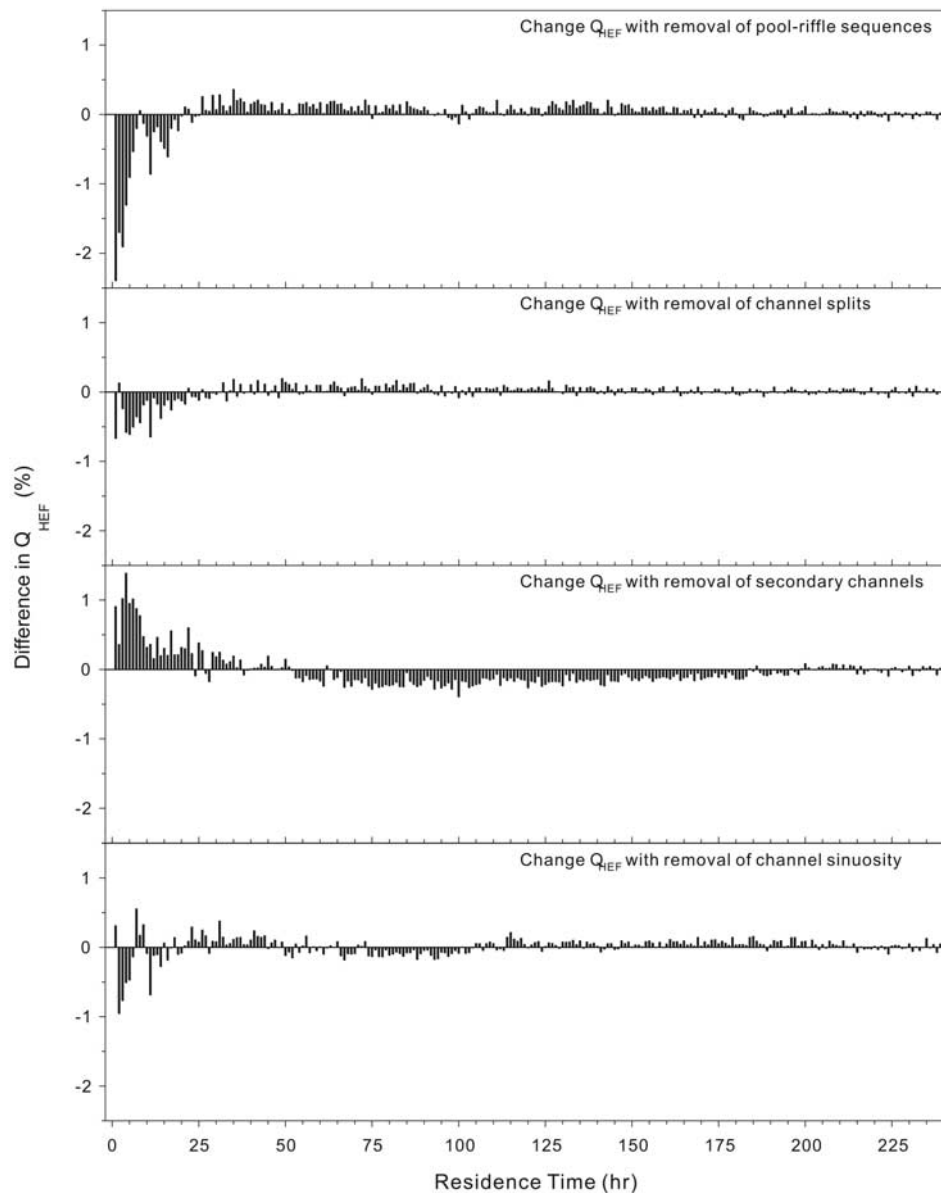 Change QHEF with removal of pool-riffle sequences
1
0
-1
-2
Change QHEF with removal of channel splits
1
0
-1
-2
Change QHEF with removal of secondary channels
1
0
-1
-2
Change QHEF with removal of channel sinuosity
1
0
-1
-2
Difference in QHEF (%)
0 25 50 75 100 125 150 175 200 225
Residence Time (hr)